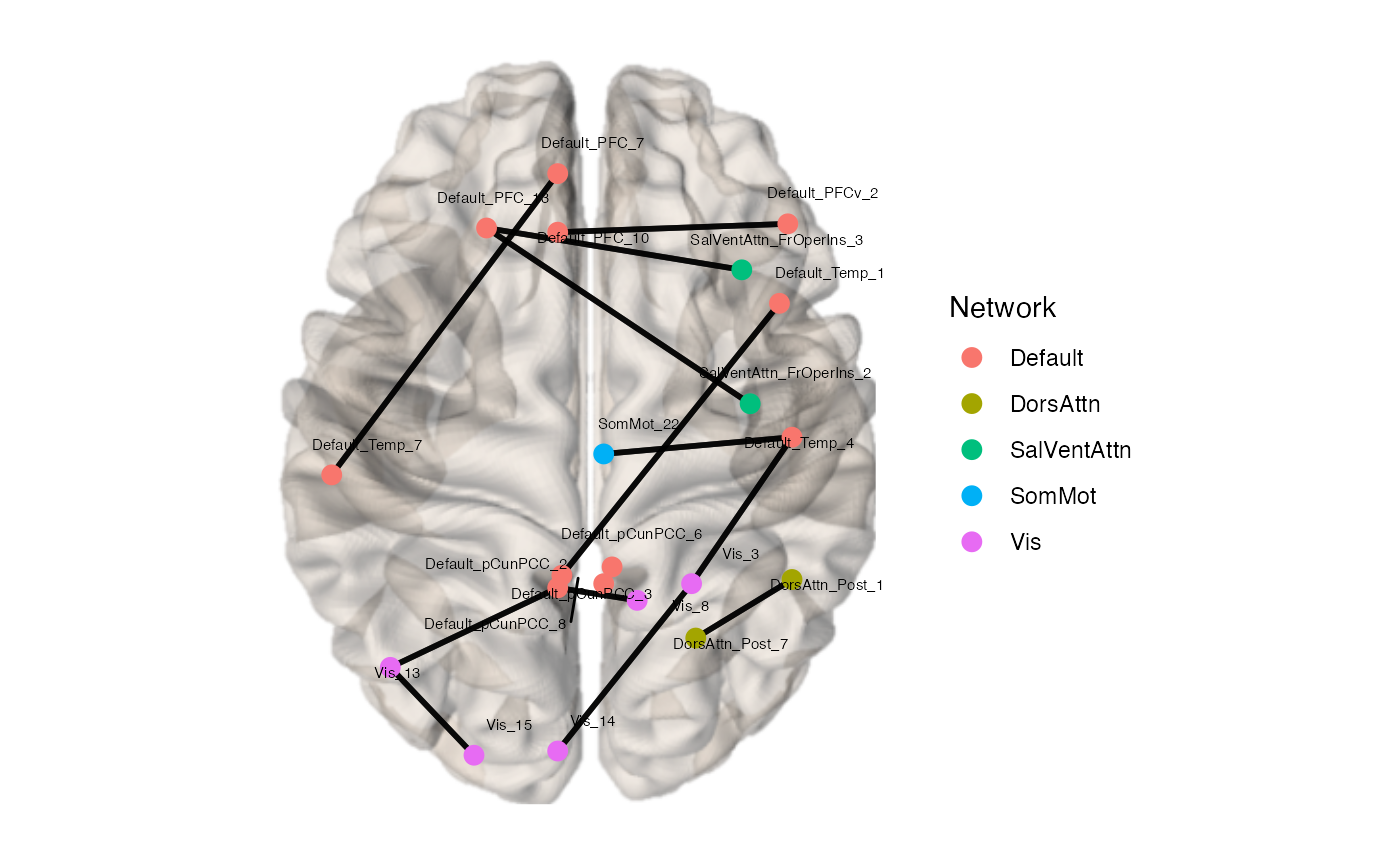 Default_PFC_7
Default_PFCv_2
Default_PFC_13
Default_PFC_10
SalVentAttn_FrOperIns_3
Default_Temp_1
SalVentAttn_FrOperIns_2
SomMot_22
Default_Temp_7
Default_Temp_4
Default_pCunPCC_6
Vis_3
Default_pCunPCC_2
DorsAttn_Post_1
Default_pCunPCC_3
Vis_8
Default_pCunPCC_8
DorsAttn_Post_7
Vis_13
Vis_15
Vis_14
Network
Default
DorsAttn
SalVentAttn
SomMot
Vis